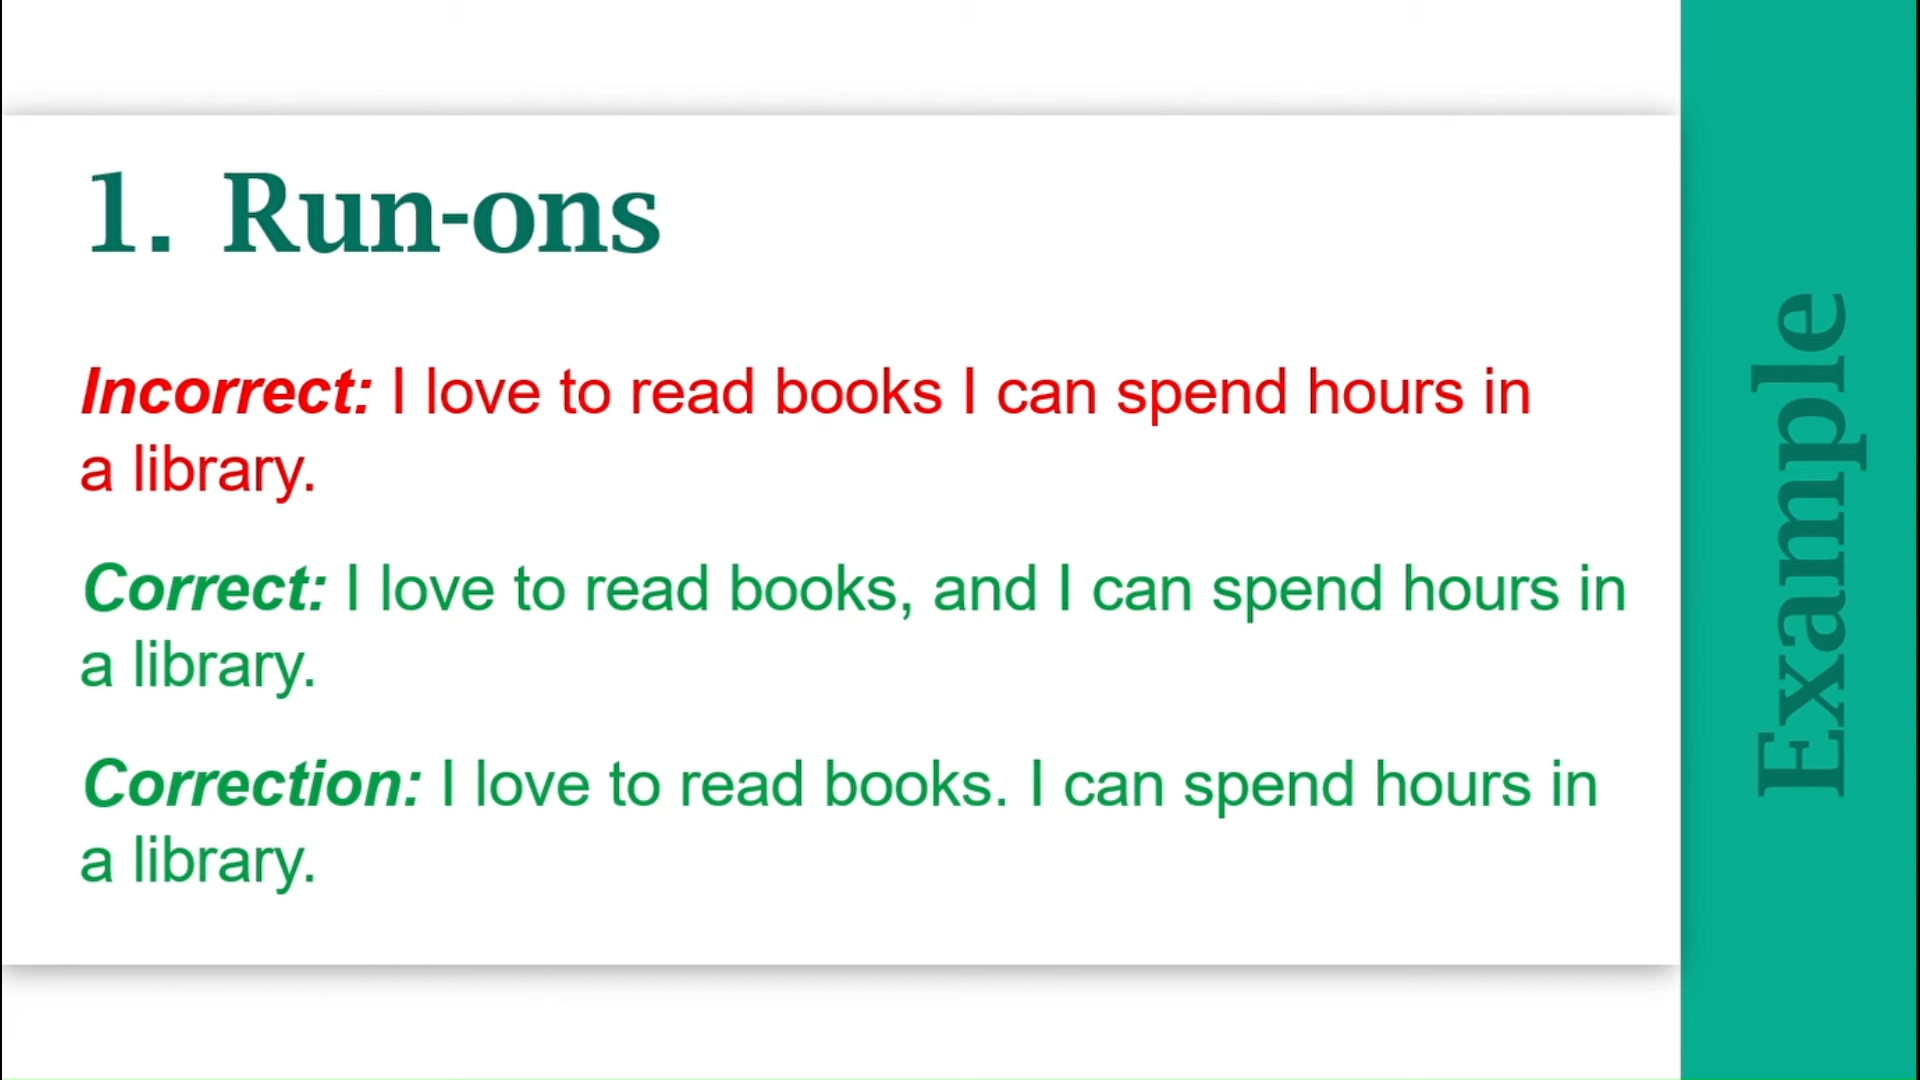 1. Run-ons
Incorrect: I love to read books I can spend hours in
a library.
Correct: I love to read books, and I can spend hours in
a library.
Correction: I love to read books. I can spend hours in
a library.
Example